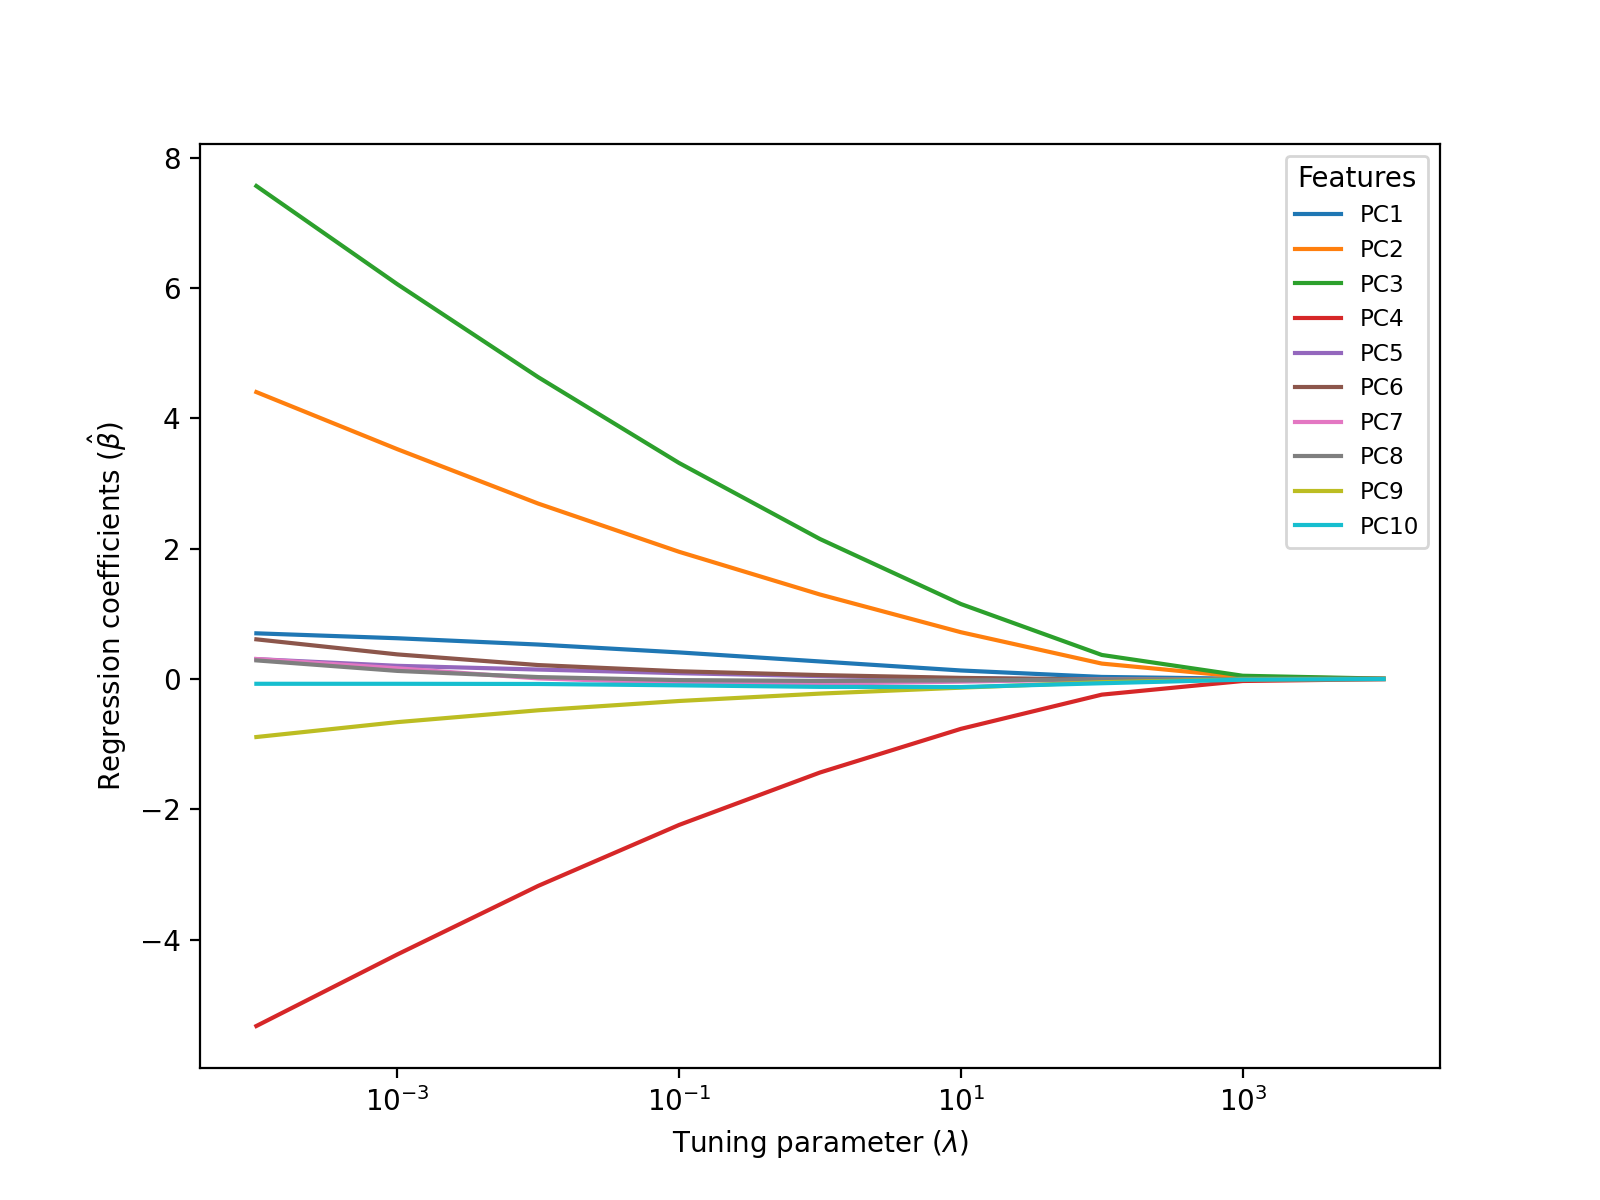 8
6
4
2
0
−2
−4
Regression coefficients (β̂)
10⁻³
10⁻¹
10¹
10³
Tuning parameter (λ)
Features
PC1
PC2
PC3
PC4
PC5
PC6
PC7
PC8
PC9
PC10